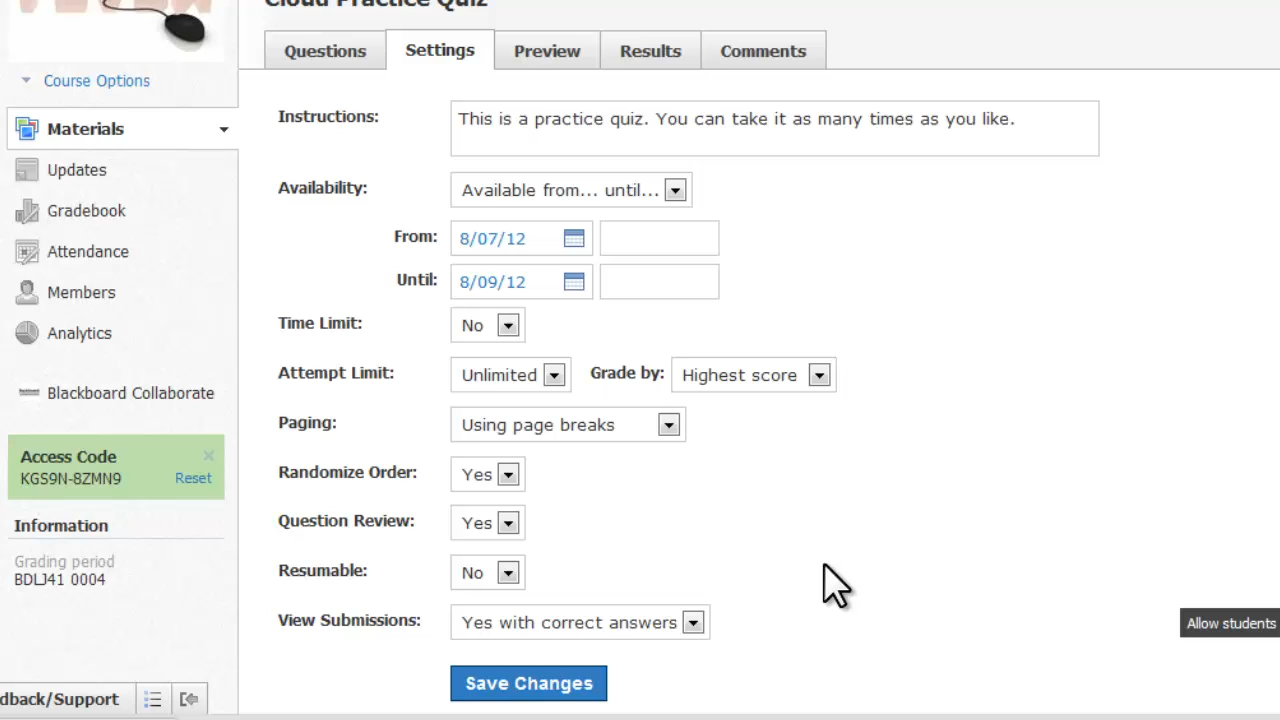 Cloud Practice Quiz
Questions
Settings
Preview
Results
Comments
Course Options
Materials
Updates
Gradebook
Attendance
Members
Analytics
Blackboard Collaborate
Access Code
KGS9N-8ZMN9 Reset
Information
Grading period
BDLJ41 0004
dback/Support
Instructions: This is a practice quiz. You can take it as many times as you like.
Availability: Available from... until...
From: 8/07/12
Until: 8/09/12
Time Limit: No
Attempt Limit: Unlimited Grade by: Highest score
Paging: Using page breaks
Randomize Order: Yes
Question Review: Yes
Resumable: No
View Submissions: Yes with correct answers
Allow students
Save Changes